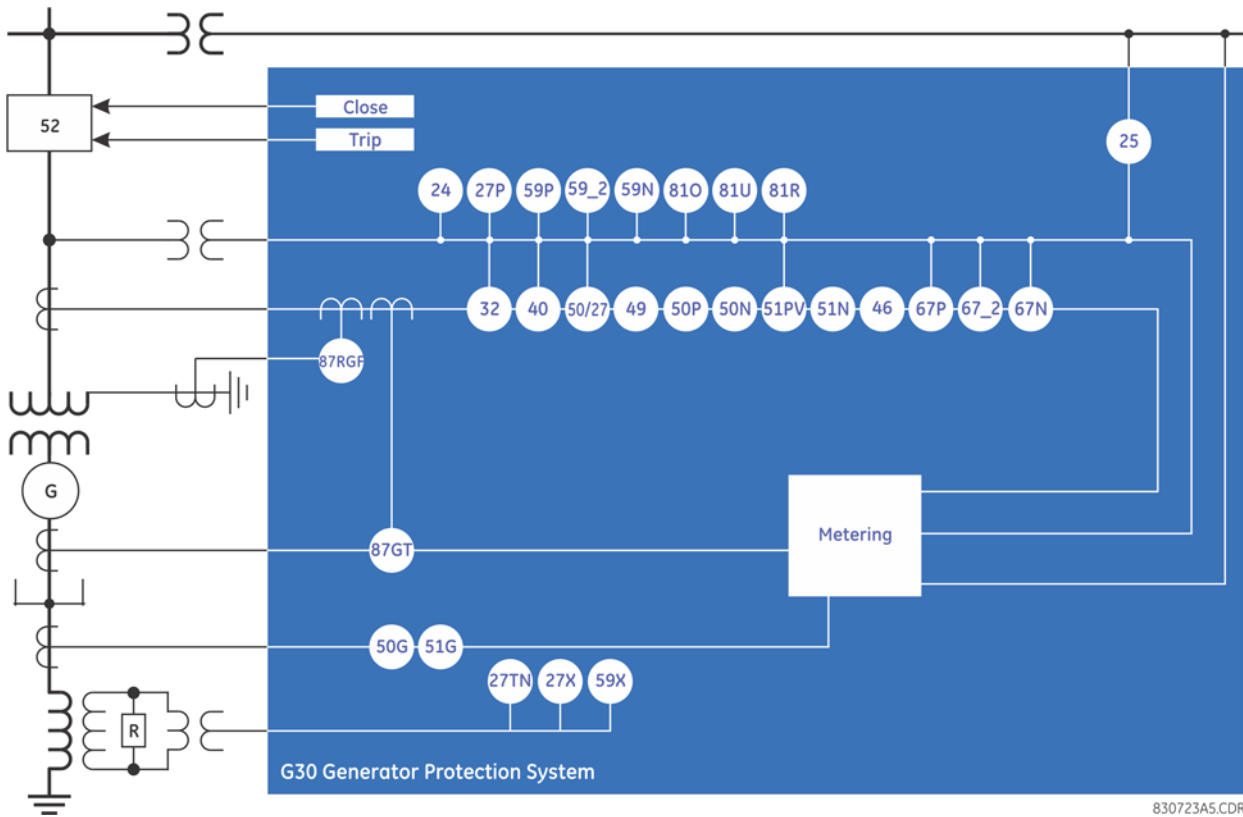 Close
52
Trip
25
24 27P 59P 59_2 59N 81O 81U 81R
32 40 50/27 49 50P 50N 51PV 51N 46 67P 67_2 67N
87RGF
G
Metering
87GT
50G 51G
27TN 27X 59X
R
G30 Generator Protection System
830723A5.CDR